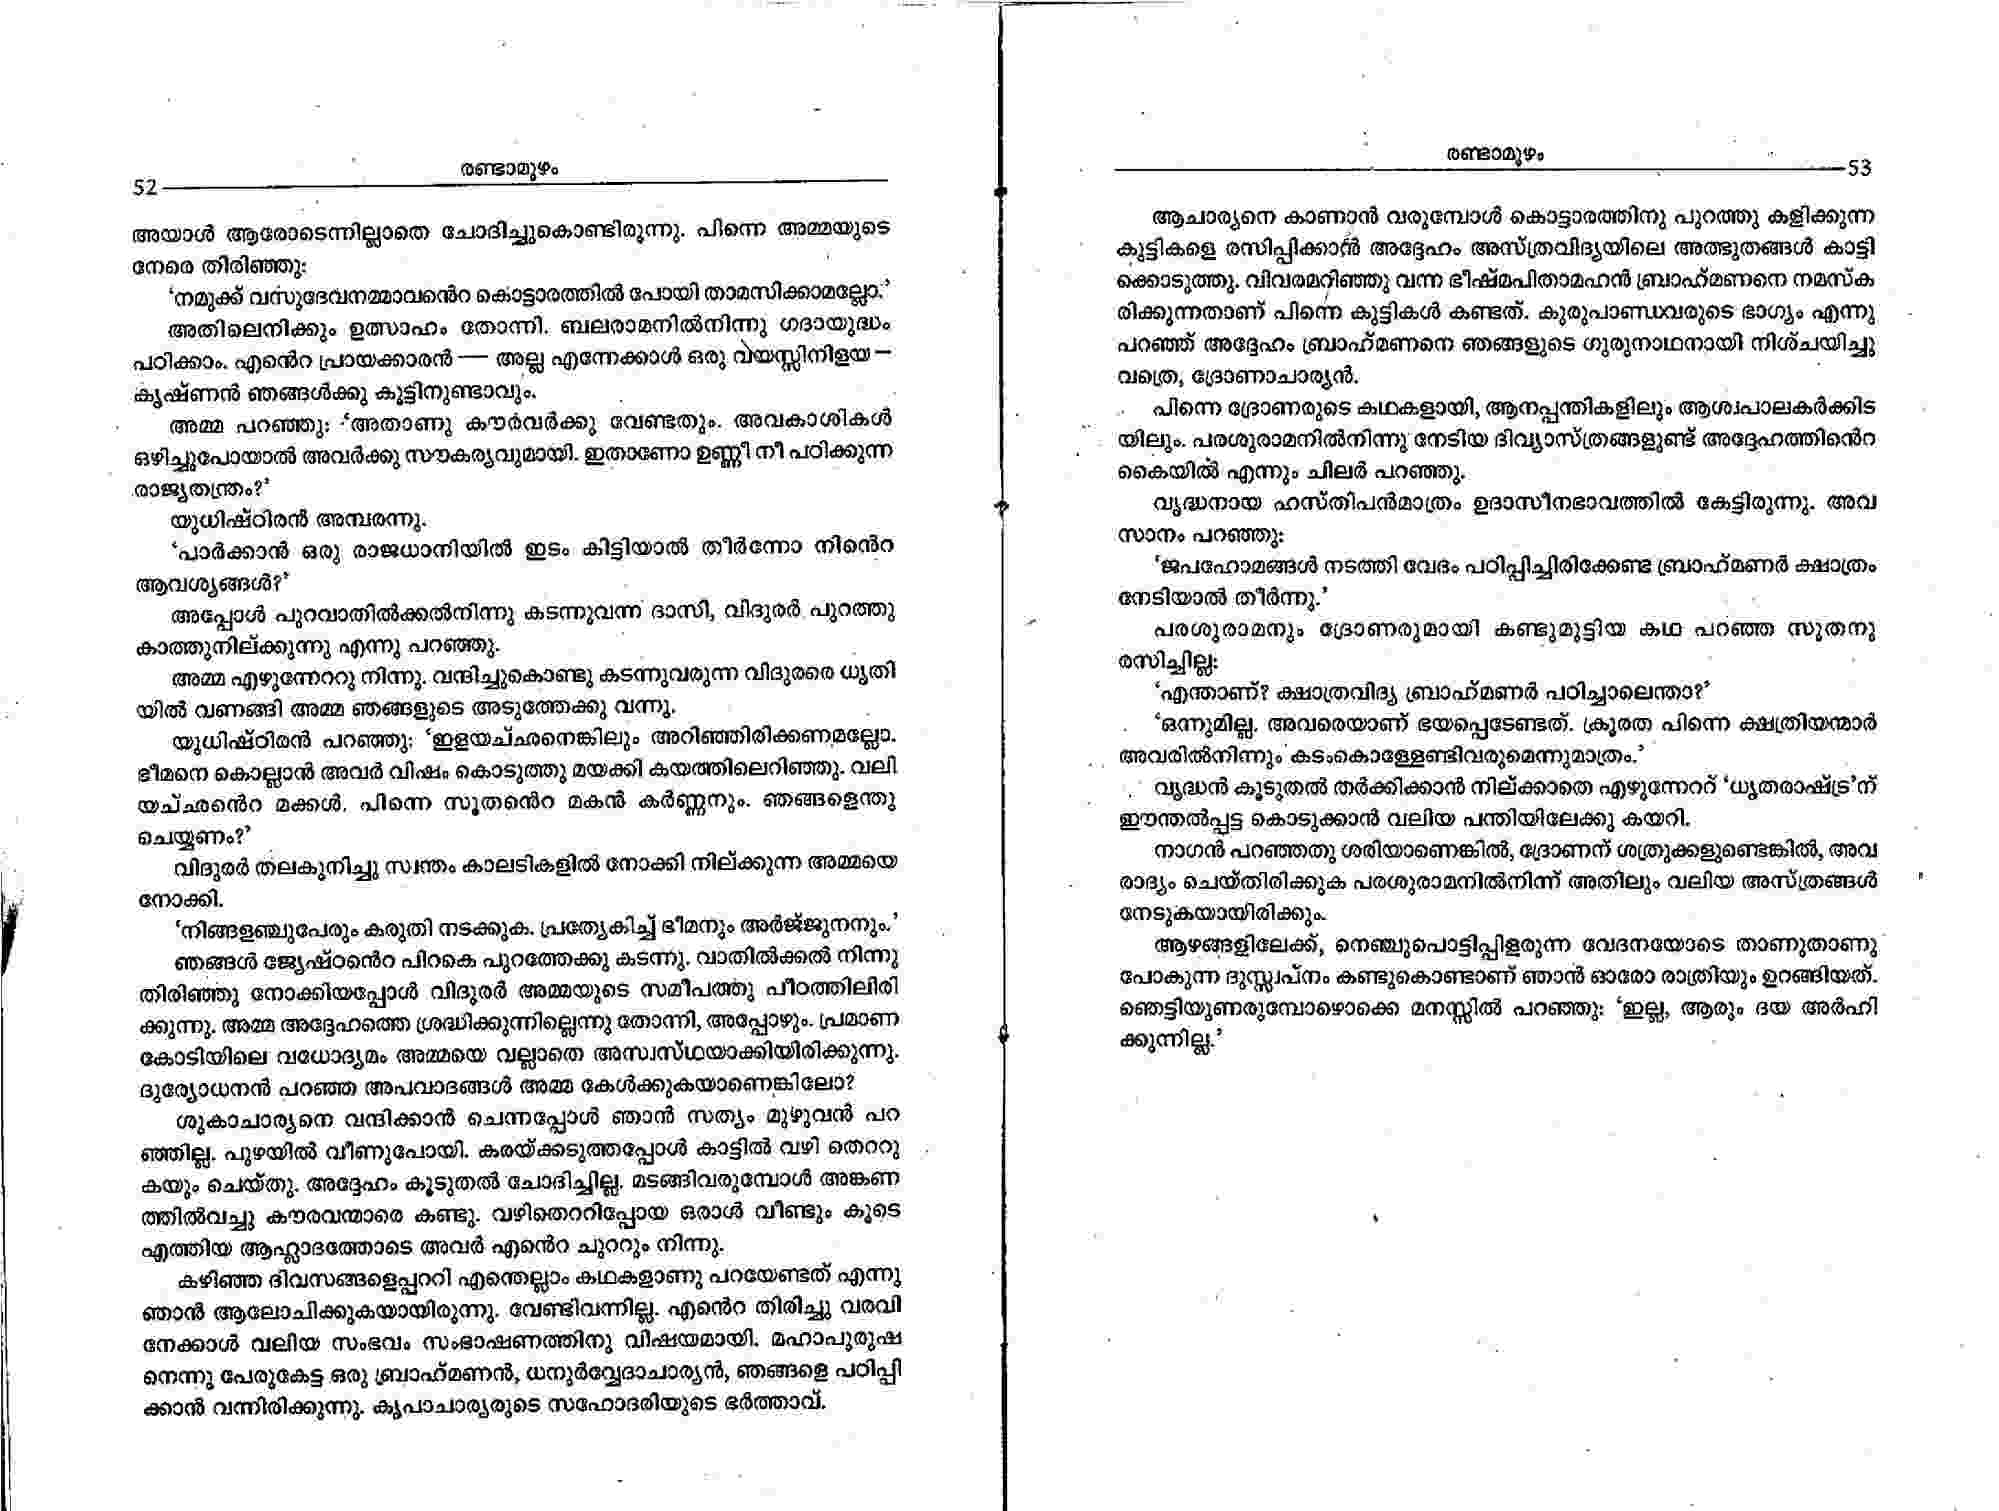 രണ്ടാമൂഴം
52
അയാൾ ആരോടെന്നില്ലാതെ ചോദിച്ചുകൊണ്ടിരുന്നു. പിന്നെ അമ്മയുടെ
നേരെ തിരിഞ്ഞു:
‘നമുക്ക് വസുദേവനമ്മാവന്റെ കൊട്ടാരത്തിൽ പോയി താമസിക്കാമല്ലോ.’
അതിലെനിക്കും ഉത്സാഹം തോന്നി. ബലരാമനിൽനിന്നു ഗദായുദ്ധം
പഠിക്കാം. എന്റെ പ്രായക്കാരൻ — അല്ല എന്നേക്കാൾ ഒരു വയസ്സിനിളയ —
കൃഷ്ണൻ ഞങ്ങൾക്കു കൂട്ടിനുണ്ടാവും.
അമ്മ പറഞ്ഞു: ‘അതാണു കൗർവർക്കു വേണ്ടതും. അവകാശികൾ
ഒഴിച്ചുപോയാൽ അവർക്കു സൗകര്യവുമായി. ഇതാണോ ഉണ്ണീ നീ പഠിക്കുന്ന
രാജ്യതന്ത്രം?’
യുധിഷ്ഠിരൻ അമ്പരന്നു.
‘പാർക്കാൻ ഒരു രാജധാനിയിൽ ഇടം കിട്ടിയാൽ തീർന്നോ നിന്റെ
ആവശ്യങ്ങൾ?’
അപ്പോൾ പുറവാതിൽക്കൽനിന്നു കടന്നുവന്ന ദാസി, വിദുരർ പുറത്തു
കാത്തുനില്ക്കുന്നു എന്നു പറഞ്ഞു.
അമ്മ എഴുന്നേററു നിന്നു. വന്ദിച്ചുകൊണ്ടു കടന്നുവരുന്ന വിദുരരെ ധൃതി
യിൽ വണങ്ങി അമ്മ ഞങ്ങളുടെ അടുത്തേക്കു വന്നു.
യുധിഷ്ഠിരൻ പറഞ്ഞു: ‘ഇളയച്ഛനെങ്കിലും അറിഞ്ഞിരിക്കണമല്ലോ.
ഭീമനെ കൊല്ലാൻ അവർ വിഷം കൊടുത്തു മയക്കി കയത്തിലെറിഞ്ഞു. വലി
യച്ഛന്റെ മക്കൾ. പിന്നെ സൂതന്റെ മകൻ കർണ്ണനും. ഞങ്ങളെന്തു
ചെയ്യണം?’
വിദുരർ തലകുനിച്ചു സ്വന്തം കാലടികളിൽ നോക്കി നില്ക്കുന്ന അമ്മയെ
നോക്കി.
‘നിങ്ങളഞ്ചുപേരും കരുതി നടക്കുക. പ്രത്യേകിച്ച് ഭീമനും അർജ്ജുനനും.’
ഞങ്ങൾ ജ്യേഷ്ഠന്റെ പിറകെ പുറത്തേക്കു കടന്നു. വാതിൽക്കൽ നിന്നു
തിരിഞ്ഞു നോക്കിയപ്പോൾ വിദുരർ അമ്മയുടെ സമീപത്തു പീഠത്തിലിരി
ക്കുന്നു. അമ്മ അദ്ദേഹത്തെ ശ്രദ്ധിക്കുന്നില്ലെന്നു തോന്നി, അപ്പോഴും. പ്രമാണ
കോടിയിലെ വധോദ്യമം അമ്മയെ വല്ലാതെ അസ്വസ്ഥയാക്കിയിരിക്കുന്നു.
ദുര്യോധനൻ പറഞ്ഞ അപവാദങ്ങൾ അമ്മ കേൾക്കുകയാണെങ്കിലോ?
ശുകാചാര്യനെ വന്ദിക്കാൻ ചെന്നപ്പോൾ ഞാൻ സത്യം മുഴുവൻ പറ
ഞ്ഞില്ല. പുഴയിൽ വീണുപോയി. കരയ്ക്കടുത്തപ്പോൾ കാട്ടിൽ വഴി തെററു
കയും ചെയ്തു. അദ്ദേഹം കൂടുതൽ ചോദിച്ചില്ല. മടങ്ങിവരുമ്പോൾ അങ്കണ
ത്തിൽവച്ചു കൗരവന്മാരെ കണ്ടു. വഴിതെററിപ്പോയ ഒരാൾ വീണ്ടും കൂടെ
എത്തിയ ആഹ്ലാദത്തോടെ അവർ എന്റെ ചുററും നിന്നു.
കഴിഞ്ഞ ദിവസങ്ങളെപ്പററി എന്തെല്ലാം കഥകളാണു പറയേണ്ടത് എന്നു
ഞാൻ ആലോചിക്കുകയായിരുന്നു. വേണ്ടിവന്നില്ല. എന്റെ തിരിച്ചു വരവി
നേക്കാൾ വലിയ സംഭവം സംഭാഷണത്തിനു വിഷയമായി. മഹാപുരുഷ
നെന്നു പേരുകേട്ട ഒരു ബ്രാഹ്മണൻ, ധനുർവ്വേദാചാര്യൻ, ഞങ്ങളെ പഠിപ്പി
ക്കാൻ വന്നിരിക്കുന്നു. കൃപാചാര്യരുടെ സഹോദരിയുടെ ഭർത്താവ്.
രണ്ടാമൂഴം
53
ആചാര്യനെ കാണാൻ വരുമ്പോൾ കൊട്ടാരത്തിനു പുറത്തു കളിക്കുന്ന
കുട്ടികളെ രസിപ്പിക്കാൻ അദ്ദേഹം അസ്ത്രവിദ്യയിലെ അത്ഭുതങ്ങൾ കാട്ടി
ക്കൊടുത്തു. വിവരമറിഞ്ഞു വന്ന ഭീഷ്മപിതാമഹൻ ബ്രാഹ്മണനെ നമസ്ക
രിക്കുന്നതാണ് പിന്നെ കുട്ടികൾ കണ്ടത്. കുരുപാണ്ഡവരുടെ ഭാഗ്യം എന്നു
പറഞ്ഞ് അദ്ദേഹം ബ്രാഹ്മണനെ ഞങ്ങളുടെ ഗുരുനാഥനായി നിശ്ചയിച്ചു
വത്രെ, ദ്രോണാചാര്യൻ.
പിന്നെ ദ്രോണരുടെ കഥകളായി, ആനപ്പന്തികളിലും ആശ്വപാലകർക്കിട
യിലും. പരശുരാമനിൽനിന്നു നേടിയ ദിവ്യാസ്ത്രങ്ങളുണ്ട് അദ്ദേഹത്തിന്റെ
കൈയിൽ എന്നും ചിലർ പറഞ്ഞു.
വൃദ്ധനായ ഹസ്തിപൻമാത്രം ഉദാസീനഭാവത്തിൽ കേട്ടിരുന്നു. അവ
സാനം പറഞ്ഞു:
‘ജപഹോമങ്ങൾ നടത്തി വേദം പഠിപ്പിച്ചിരിക്കേണ്ട ബ്രാഹ്മണർ ക്ഷാത്രം
നേടിയാൽ തീർന്നു.’
പരശുരാമനും ദ്രോണരുമായി കണ്ടുമുട്ടിയ കഥ പറഞ്ഞ സൂതനു
രസിച്ചില്ല:
‘എന്താണ്? ക്ഷാത്രവിദ്യ ബ്രാഹ്മണർ പഠിച്ചാലെന്താ?’
‘ഒന്നുമില്ല. അവരെയാണ് ഭയപ്പെടേണ്ടത്. ക്രൂരത പിന്നെ ക്ഷത്രിയന്മാർ
അവരിൽനിന്നും കടംകൊള്ളേണ്ടിവരുമെന്നുമാത്രം.’
വൃദ്ധൻ കൂടുതൽ തർക്കിക്കാൻ നില്ക്കാതെ എഴുന്നേററ് ‘ധൃതരാഷ്ട്ര’ന്
ഈന്തൽപ്പട്ട കൊടുക്കാൻ വലിയ പന്തിയിലേക്കു കയറി.
നാഗൻ പറഞ്ഞതു ശരിയാണെങ്കിൽ, ദ്രോണന് ശത്രുക്കളുണ്ടെങ്കിൽ, അവ
രാദ്യം ചെയ്തിരിക്കുക പരശുരാമനിൽനിന്ന് അതിലും വലിയ അസ്ത്രങ്ങൾ
നേടുകയായിരിക്കും.
ആഴങ്ങളിലേക്ക്, നെഞ്ചുപൊട്ടിപ്പിളരുന്ന വേദനയോടെ താണുതാണു
പോകുന്ന ദുസ്സ്വപ്നം കണ്ടുകൊണ്ടാണ് ഞാൻ ഓരോ രാത്രിയും ഉറങ്ങിയത്.
ഞെട്ടിയുണരുമ്പോഴൊക്കെ മനസ്സിൽ പറഞ്ഞു: ‘ഇല്ല, ആരും ദയ അർഹി
ക്കുന്നില്ല.’